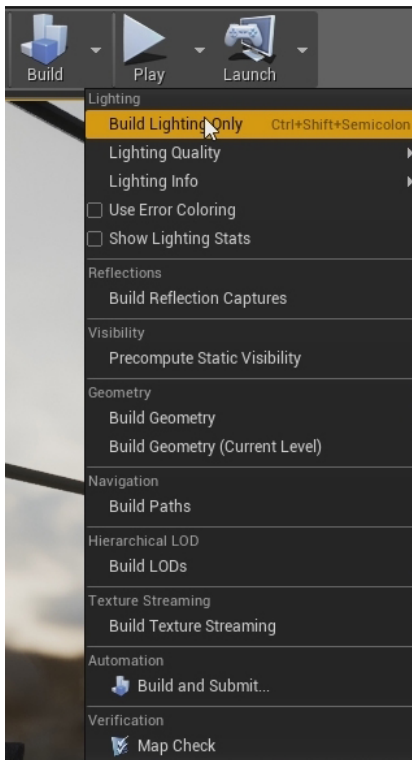 Build Play Launch
Lighting
Build Lighting Only Ctrl+Shift+Semicolon
Lighting Quality
Lighting Info
Use Error Coloring
Show Lighting Stats
Reflections
Build Reflection Captures
Visibility
Precompute Static Visibility
Geometry
Build Geometry
Build Geometry (Current Level)
Navigation
Build Paths
Hierarchical LOD
Build LODs
Texture Streaming
Build Texture Streaming
Automation
Build and Submit...
Verification
Map Check